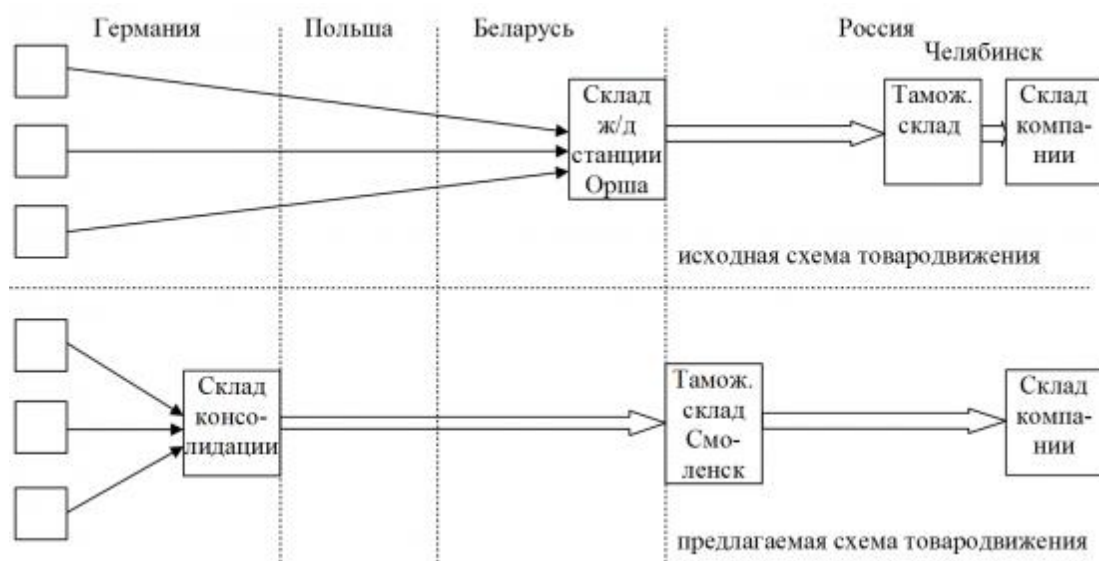 Германия Польша Беларусь Россия
Челябинск
Склад
ж/д
станции
Орша
Тамож.
склад
Склад
компа-
нии
исходная схема товародвижения
Склад
консо-
лидации
Тамож.
склад
Смо-
ленск
Склад
компа-
нии
предлагаемая схема товародвижения